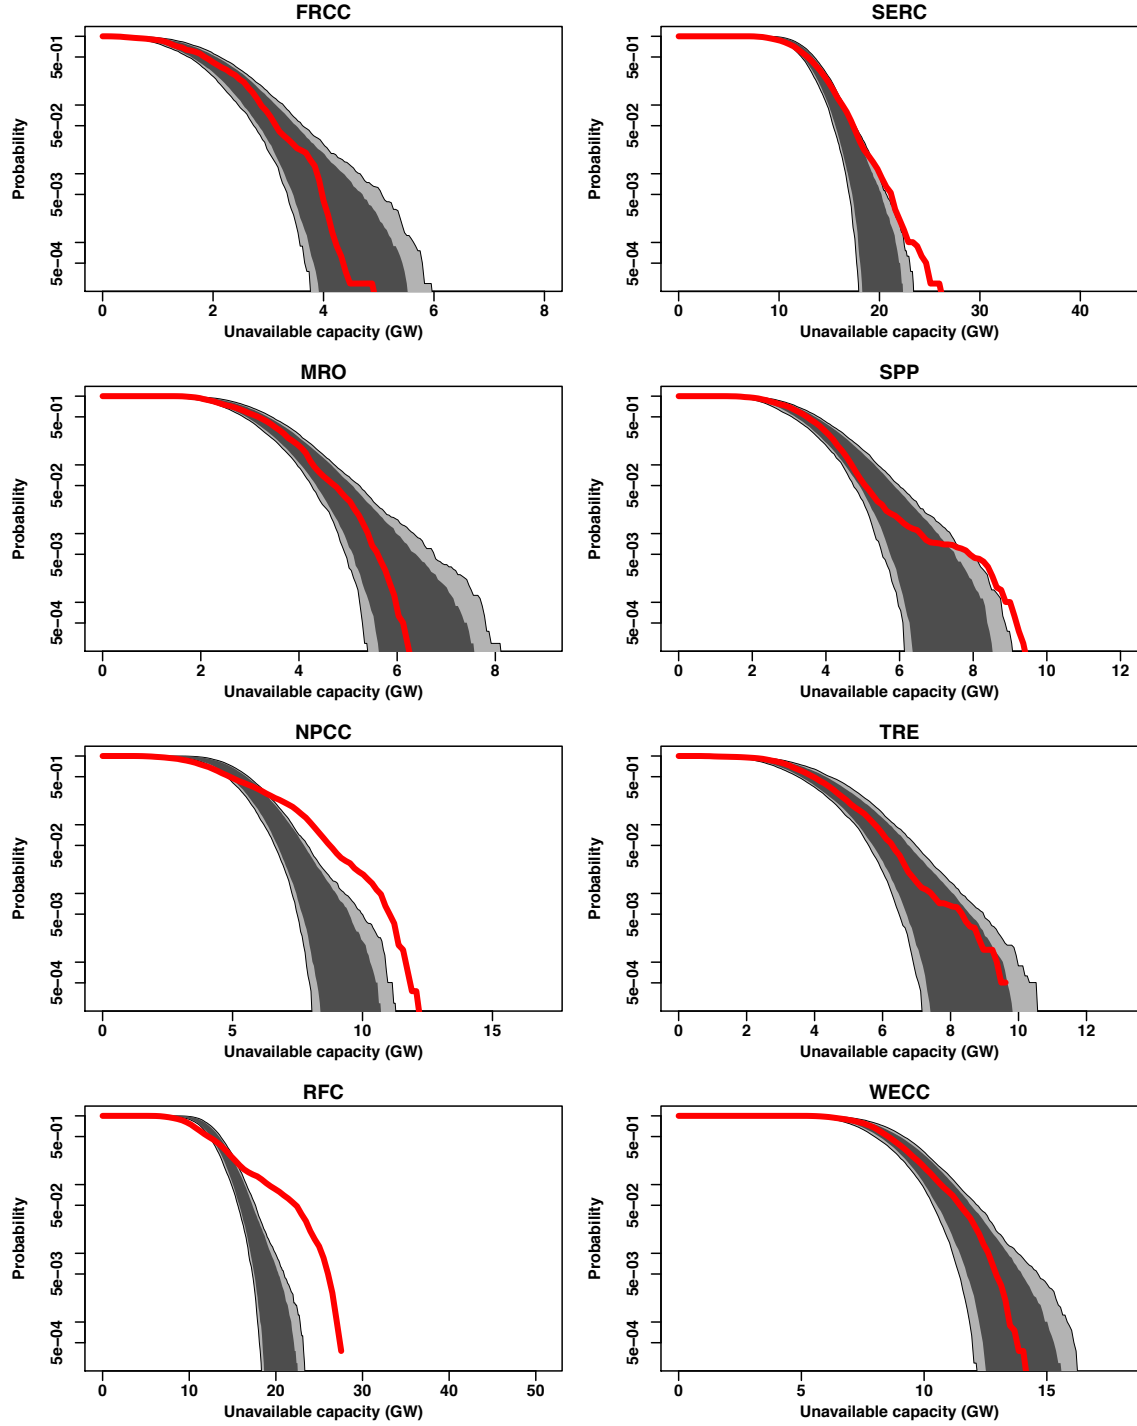 FRCC
Probability
5e−01
5e−02
5e−03
5e−04
0 2 4 6 8
Unavailable capacity (GW)
SERC
Probability
5e−01
5e−02
5e−03
5e−04
0 10 20 30 40
Unavailable capacity (GW)
MRO
Probability
5e−01
5e−02
5e−03
5e−04
0 2 4 6 8
Unavailable capacity (GW)
SPP
Probability
5e−01
5e−02
5e−03
5e−04
0 2 4 6 8 10 12
Unavailable capacity (GW)
NPCC
Probability
5e−01
5e−02
5e−03
5e−04
0 5 10 15
Unavailable capacity (GW)
TRE
Probability
5e−01
5e−02
5e−03
5e−04
0 2 4 6 8 10 12
Unavailable capacity (GW)
RFC
Probability
5e−01
5e−02
5e−03
5e−04
0 10 20 30 40 50
Unavailable capacity (GW)
WECC
Probability
5e−01
5e−02
5e−03
5e−04
0 5 10 15
Unavailable capacity (GW)